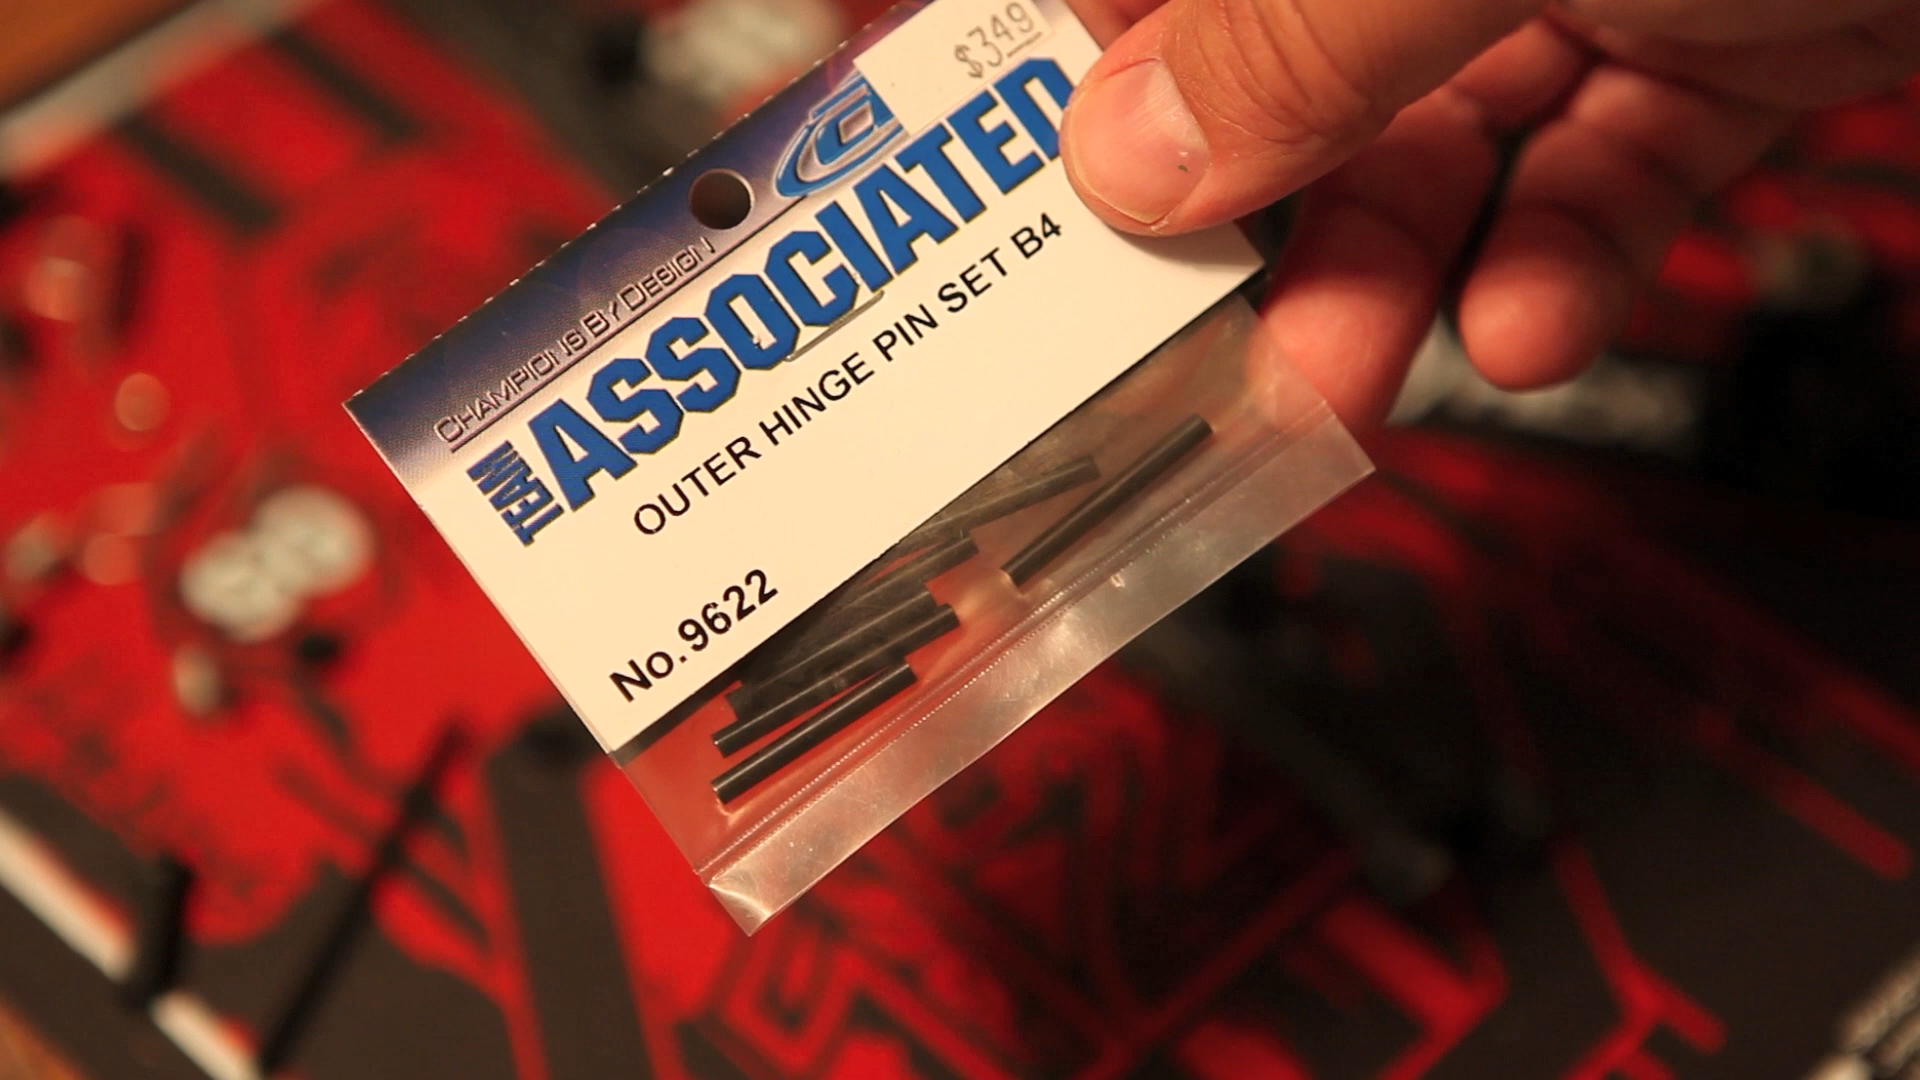 $349
CHAMPIONS BY DESIGN
TEAM ASSOCIATED
OUTER HINGE PIN SET B4
No.9622